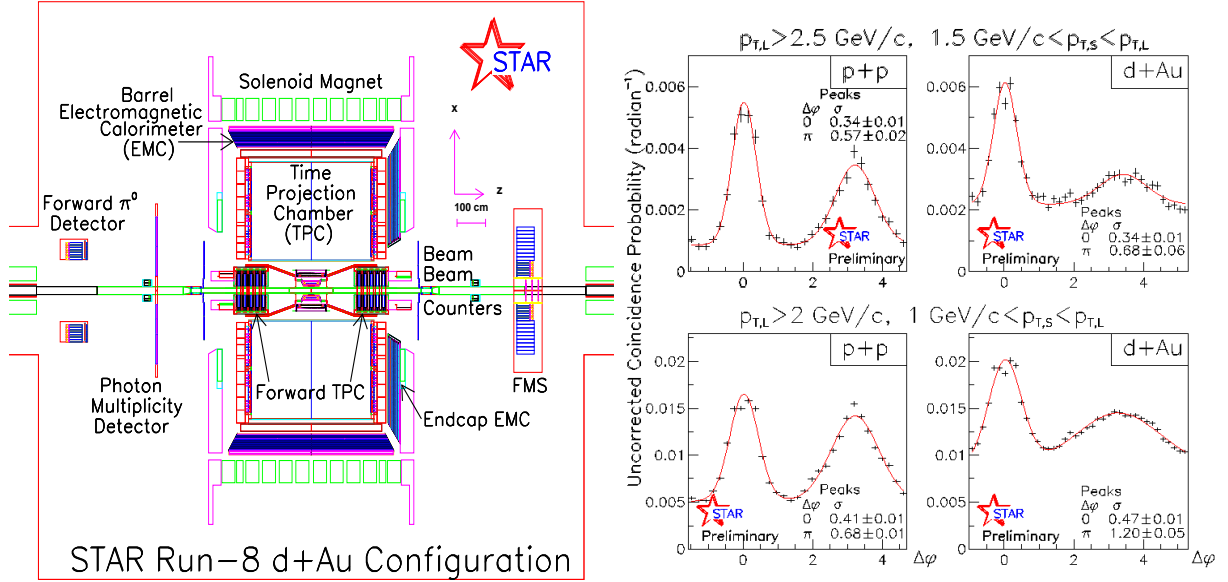 STAR
Solenoid Magnet
Barrel
Electromagnetic
Calorimeter
(EMC)
x
z
100 cm
Time
Projection
Chamber
(TPC)
Forward π⁰
Detector
Beam
Beam
Counters
Forward TPC
FMS
Photon
Multiplicity
Detector
Endcap EMC
STAR Run−8 d+Au Configuration
Uncorrected Coincidence Probability (radian⁻¹)
p_T,L>2.5 GeV/c, 1.5 GeV/c<p_T,S<p_T,L
p+p
0.006
0.004
0.002
0
Peaks
Δφ σ
0 0.34±0.01
π 0.57±0.02
STAR
Preliminary
0 2 4
d+Au
0.006
0.004
0.002
0
Peaks
Δφ σ
0 0.34±0.01
π 0.68±0.06
STAR
Preliminary
0 2 4
p_T,L>2 GeV/c, 1 GeV/c<p_T,S<p_T,L
p+p
0.02
0.015
0.01
0.005
0
Peaks
Δφ σ
0 0.41±0.01
π 0.68±0.01
STAR
Preliminary
0 2 4 Δφ
d+Au
0.02
0.015
0.01
0.005
0
Peaks
Δφ σ
0 0.47±0.01
π 1.20±0.05
STAR
Preliminary
0 2 4 Δφ